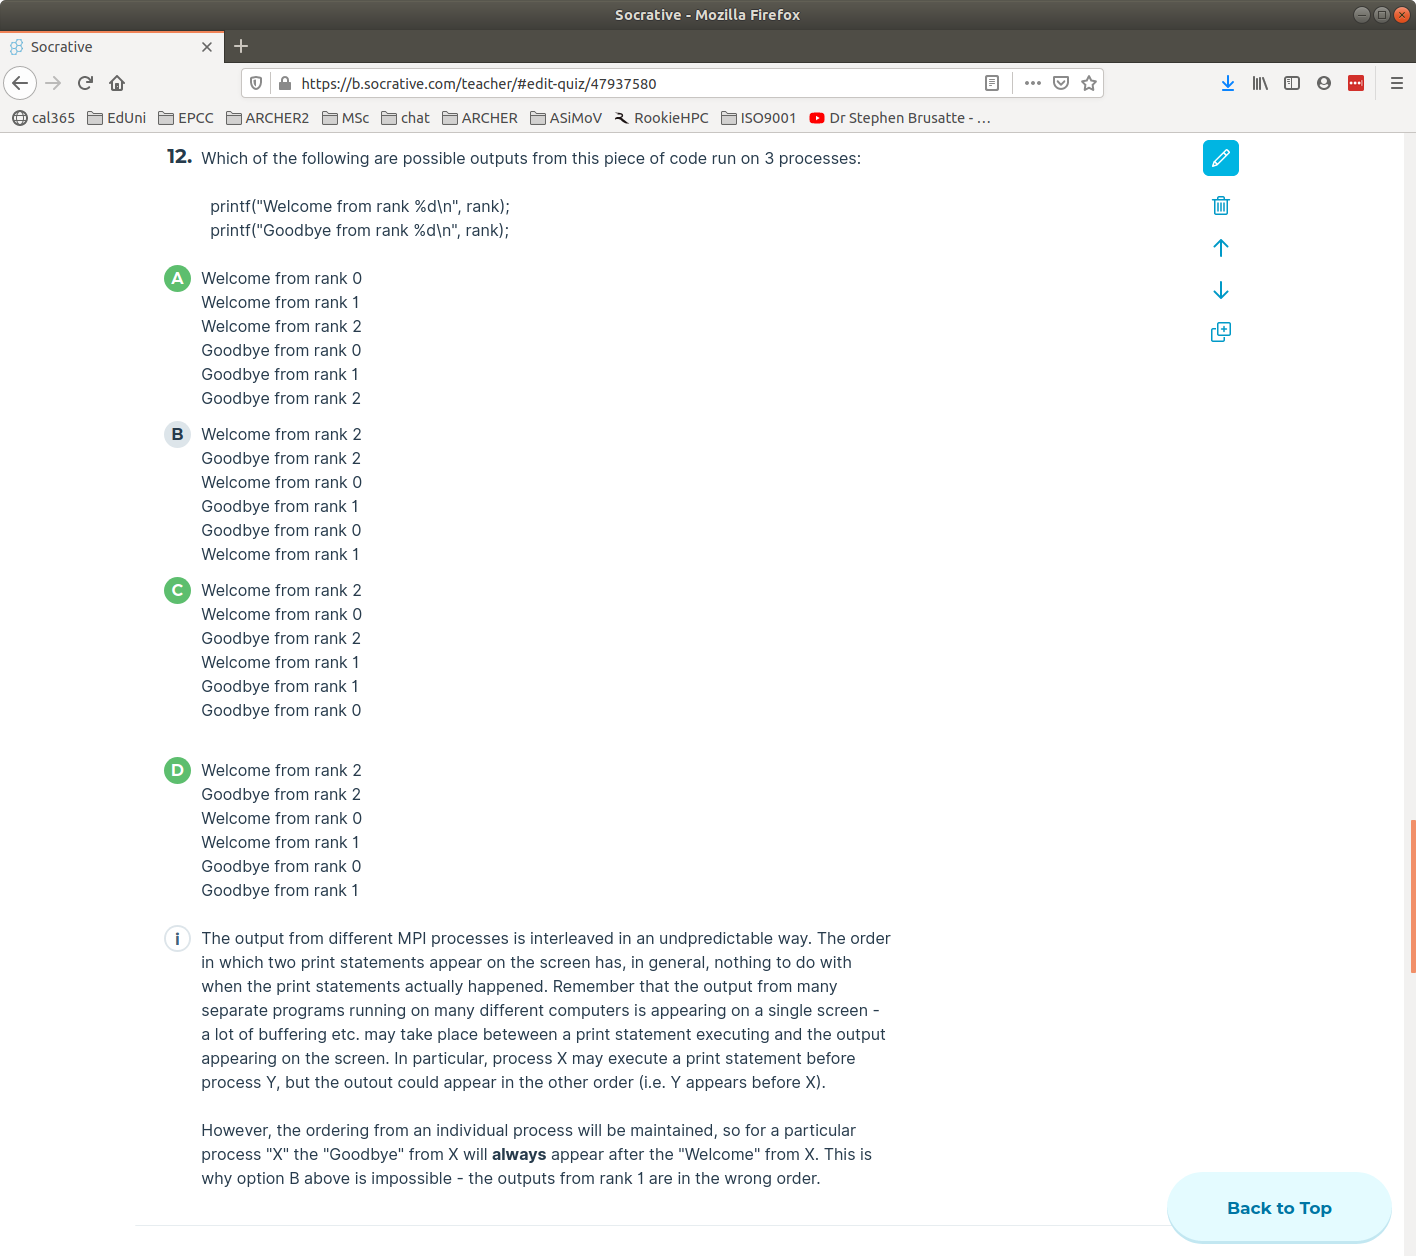 Socrative - Mozilla Firefox
Socrative
https://b.socrative.com/teacher/#edit-quiz/47937580
cal365 EdUni EPCC ARCHER2 MSc chat ARCHER ASiMoV RookieHPC ISO9001 Dr Stephen Brusatte - ...
12. Which of the following are possible outputs from this piece of code run on 3 processes:
printf("Welcome from rank %d\n", rank);
printf("Goodbye from rank %d\n", rank);
A Welcome from rank 0
Welcome from rank 1
Welcome from rank 2
Goodbye from rank 0
Goodbye from rank 1
Goodbye from rank 2
B Welcome from rank 2
Goodbye from rank 2
Welcome from rank 0
Goodbye from rank 1
Goodbye from rank 0
Welcome from rank 1
C Welcome from rank 2
Welcome from rank 0
Goodbye from rank 2
Welcome from rank 1
Goodbye from rank 1
Goodbye from rank 0
D Welcome from rank 2
Goodbye from rank 2
Welcome from rank 0
Welcome from rank 1
Goodbye from rank 0
Goodbye from rank 1
i The output from different MPI processes is interleaved in an undpredictable way. The order
in which two print statements appear on the screen has, in general, nothing to do with
when the print statements actually happened. Remember that the output from many
separate programs running on many different computers is appearing on a single screen -
a lot of buffering etc. may take place beteween a print statement executing and the output
appearing on the screen. In particular, process X may execute a print statement before
process Y, but the outout could appear in the other order (i.e. Y appears before X).
However, the ordering from an individual process will be maintained, so for a particular
process "X" the "Goodbye" from X will always appear after the "Welcome" from X. This is
why option B above is impossible - the outputs from rank 1 are in the wrong order.
Back to Top